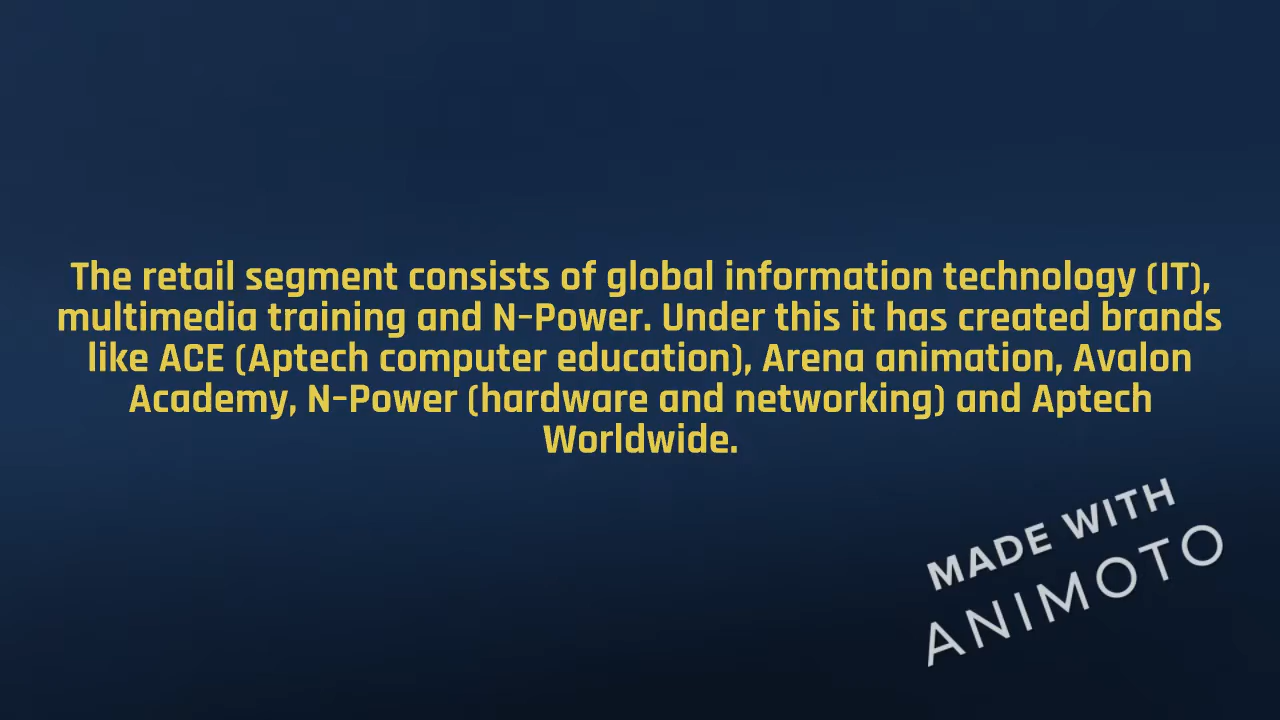 The retail segment consists of global information technology (IT),
multimedia training and N-Power. Under this it has created brands
like ACE (Aptech computer education), Arena animation, Avalon
Academy, N-Power (hardware and networking) and Aptech
Worldwide.
MADE WITH
ANIMOTO